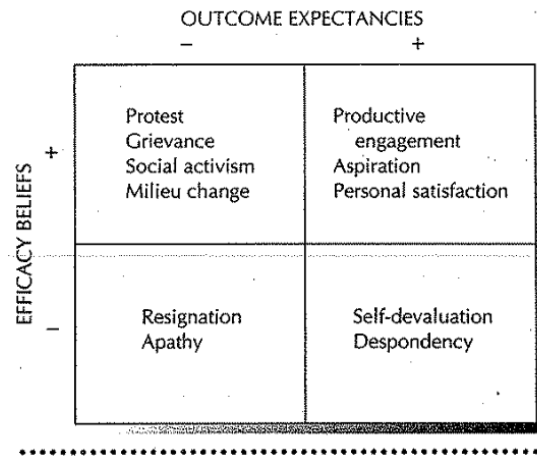 OUTCOME EXPECTANCIES
− +
Protest
Grievance
Social activism
Milieu change
Productive
engagement
Aspiration
Personal satisfaction
EFFICACY BELIEFS
+
−
Resignation
Apathy
Self-devaluation
Despondency